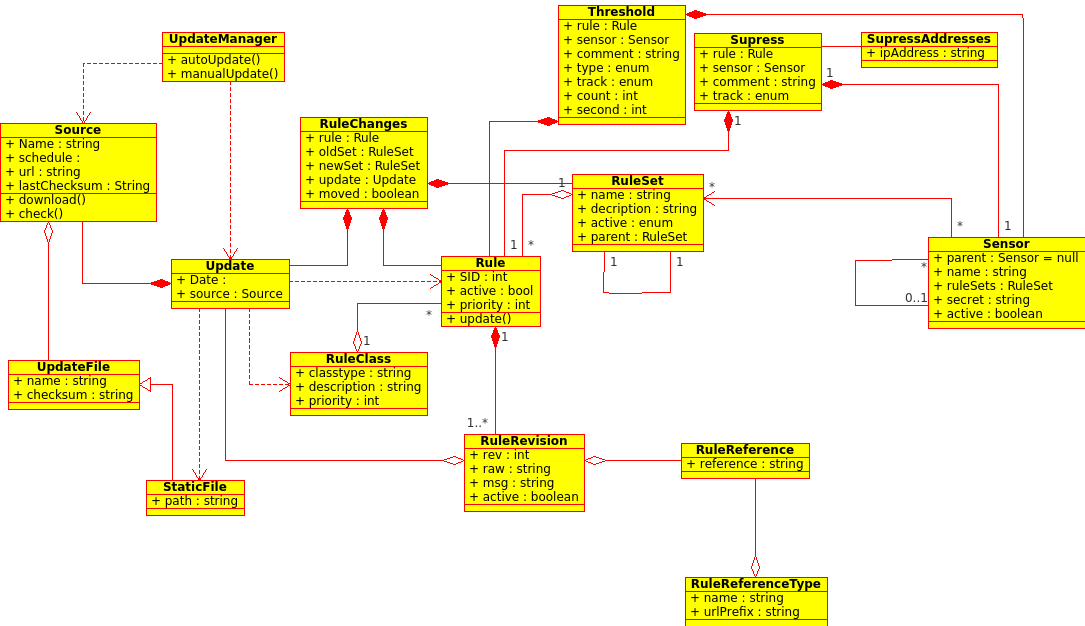 Threshold
+ rule : Rule
+ sensor : Sensor
+ comment : string
+ type : enum
+ track : enum
+ count : int
+ second : int
Supress
+ rule : Rule
+ sensor : Sensor
+ comment : string
+ track : enum
1
1
SupressAddresses
+ ipAddress : string
UpdateManager
+ autoUpdate()
+ manualUpdate()
Source
+ Name : string
+ schedule :
+ url : string
+ lastChecksum : String
+ download()
+ check()
RuleChanges
+ rule : Rule
+ oldSet : RuleSet
+ newSet : RuleSet
+ update : Update
+ moved : boolean
1
RuleSet
+ name : string
+ decription : string
+ active : enum
+ parent : RuleSet
*
1
1
*
1
Sensor
+ parent : Sensor = null
+ name : string
+ ruleSets : RuleSet
+ secret : string
+ active : boolean
*
0..1
Update
+ Date :
+ source : Source
1
*
Rule
+ SID : int
+ active : bool
+ priority : int
+ update()
*
1
1
RuleClass
+ classtype : string
+ description : string
+ priority : int
UpdateFile
+ name : string
+ checksum : string
1..*
RuleRevision
+ rev : int
+ raw : string
+ msg : string
+ active : boolean
RuleReference
+ reference : string
StaticFile
+ path : string
RuleReferenceType
+ name : string
+ urlPrefix : string